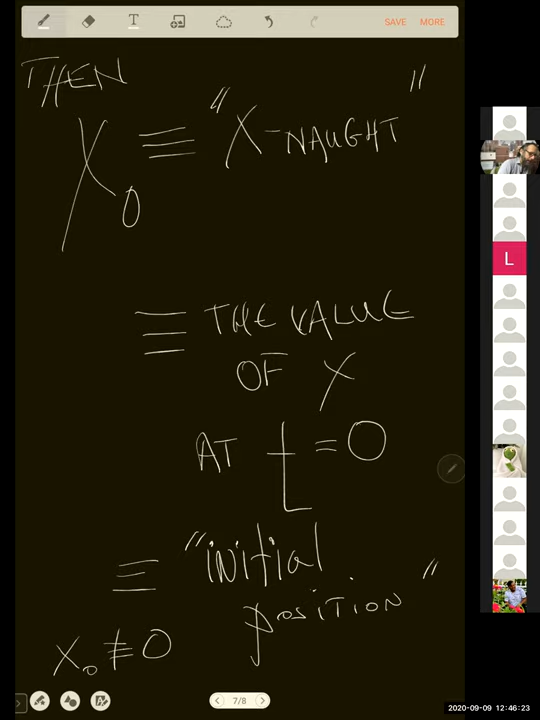 T
SAVE MORE
THEN
X₀ ≡ "X-NAUGHT"
≡ THE VALUE
OF X
AT t = 0
≡ "initial
position"
X₀ ≢ 0
L
7/8
2020-09-09 12:46:23